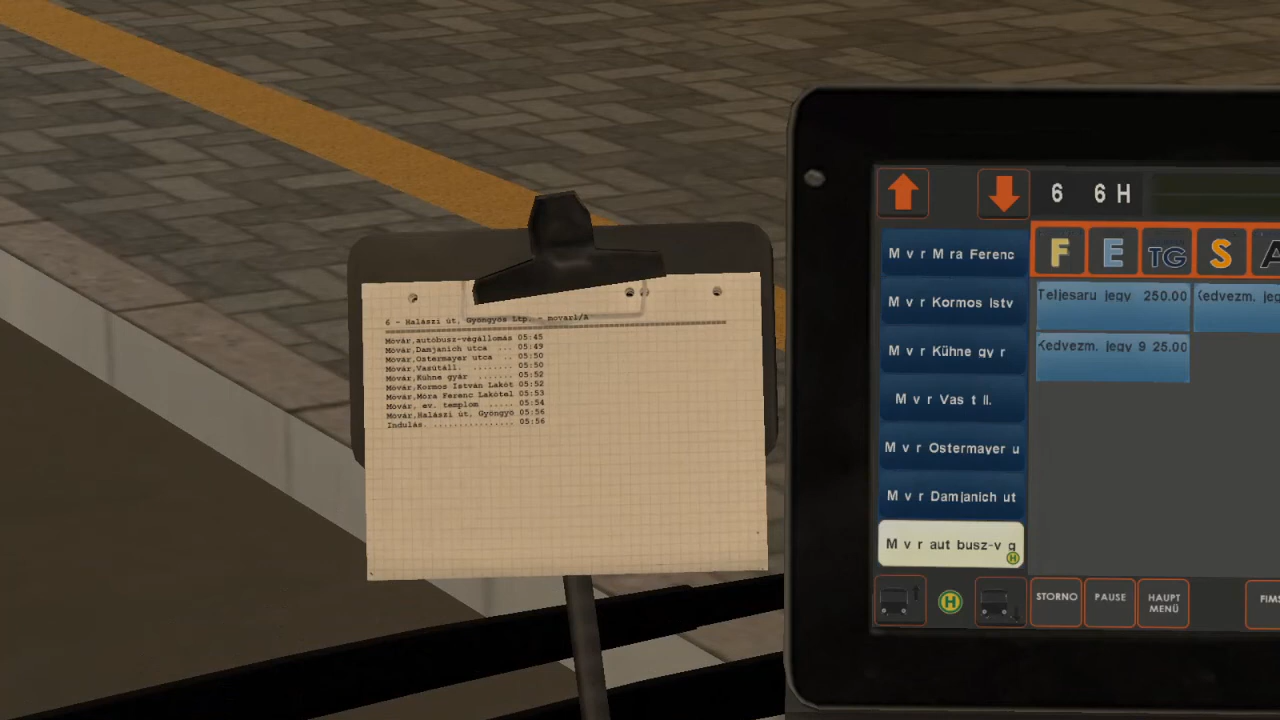 6 - Halászi út, Gyöngyös Ltp. - movar1/A
Móvár,autóbusz-végállomás 05:45
Móvár,Damjanich utca ... 05:49
Móvár,Ostermayer utca .. 05:50
Móvár,Vasútáll. ........ 05:50
Móvár,Kühne gyár ....... 05:52
Móvár,Kormos István Lakót 05:52
Móvár,Móra Ferenc Lakótel 05:53
Móvár, ev. templom ..... 05:54
Móvár,Halászi út, Gyöngyö 05:56
Indulás. ............... 05:56
6 6 H
M v r M ra Ferenc
M v r Kormos Istv
M v r Kühne gy r
M v r Vas t ll.
M v r Ostermayer u
M v r Damjanich ut
M v r aut busz-v g
H
F E TG S A
Teljesaru jegy 250.00
Kedvezm. jeg
Kedvezm. jegy 9 25.00
H
STORNO
PAUSE
HAUPT
MENÜ
FIMS